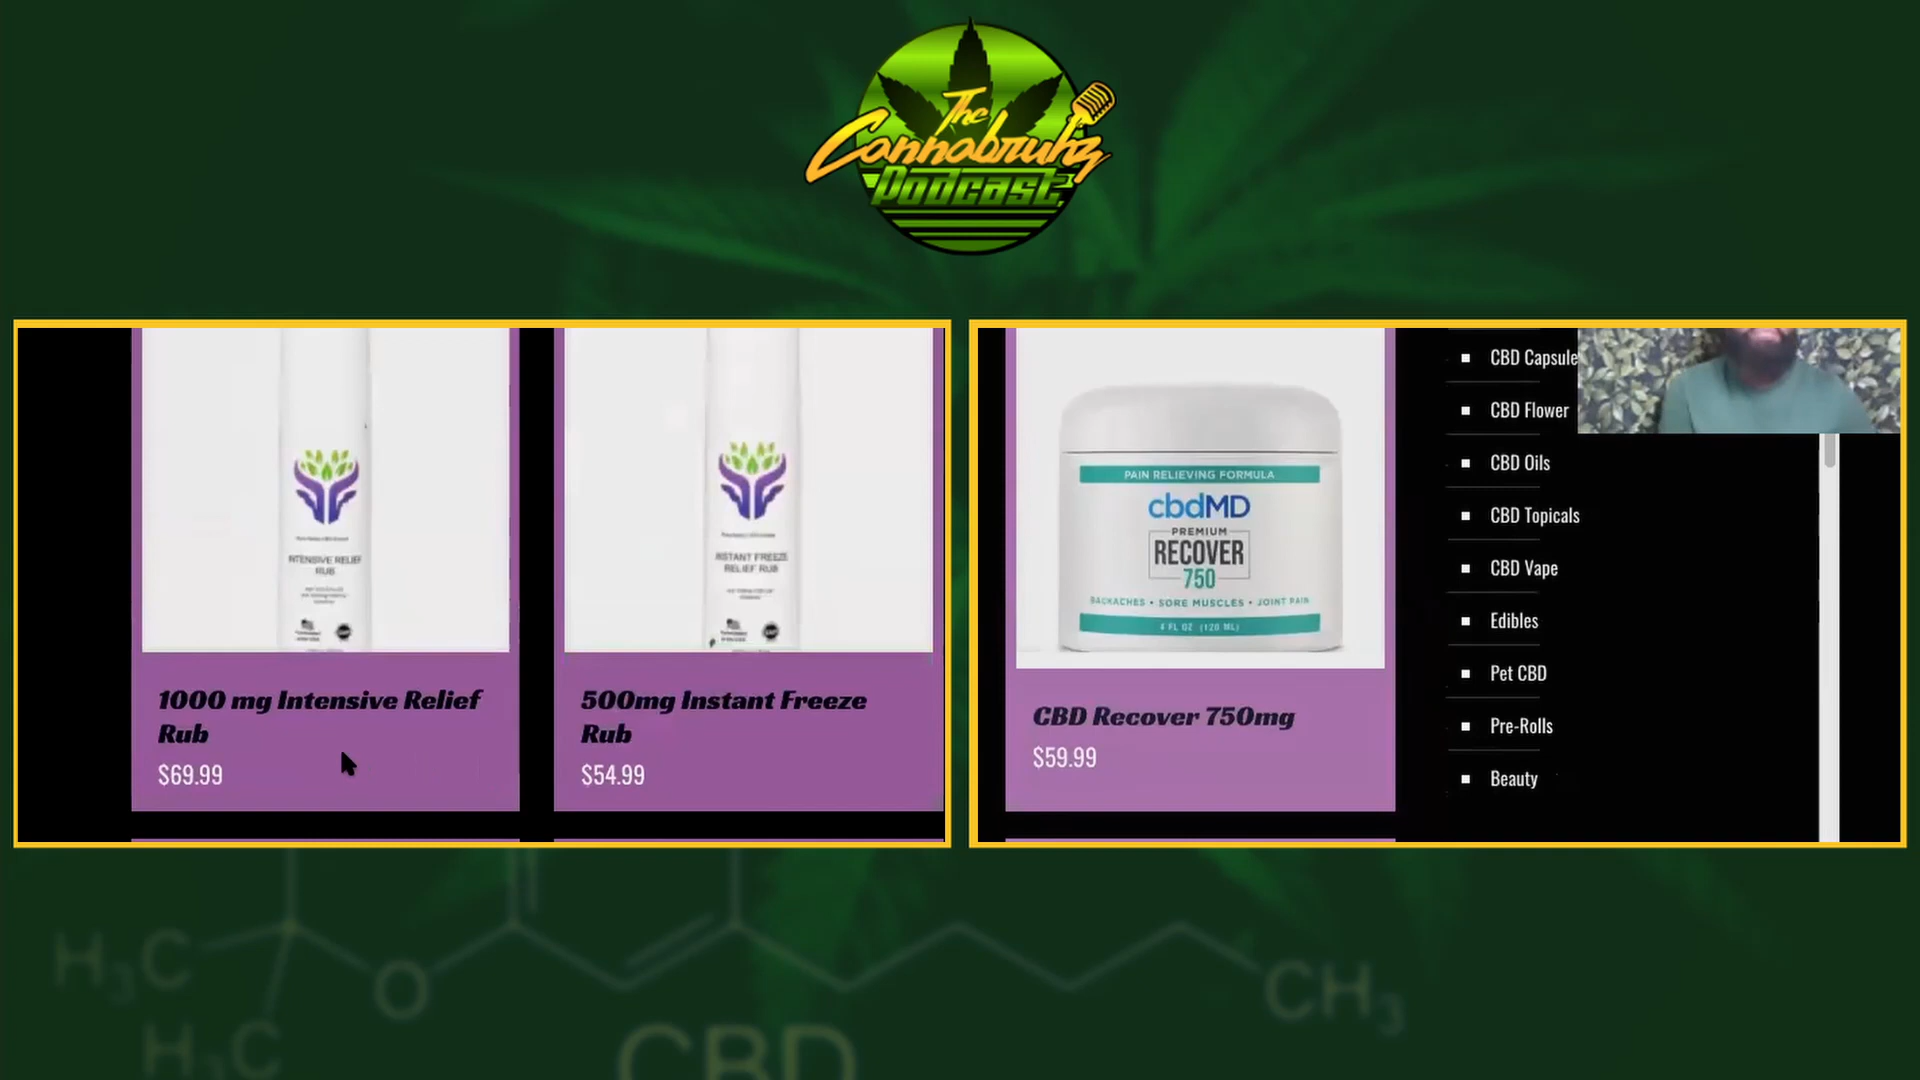 The
Cannabruhz
Podcast
INTENSIVE RELIEF
RUB
1000 mg Intensive Relief
Rub
$69.99
INSTANT FREEZE
RELIEF RUB
500mg Instant Freeze
Rub
$54.99
PAIN RELIEVING FORMULA
cbdMD
PREMIUM
RECOVER
750
BACKACHES • SORE MUSCLES • JOINT PAIN
4 FL OZ (120 ML)
CBD Recover 750mg
$59.99
CBD Capsule
CBD Flower
CBD Oils
CBD Topicals
CBD Vape
Edibles
Pet CBD
Pre-Rolls
Beauty
H3C
O
CH3
H3C
CBD